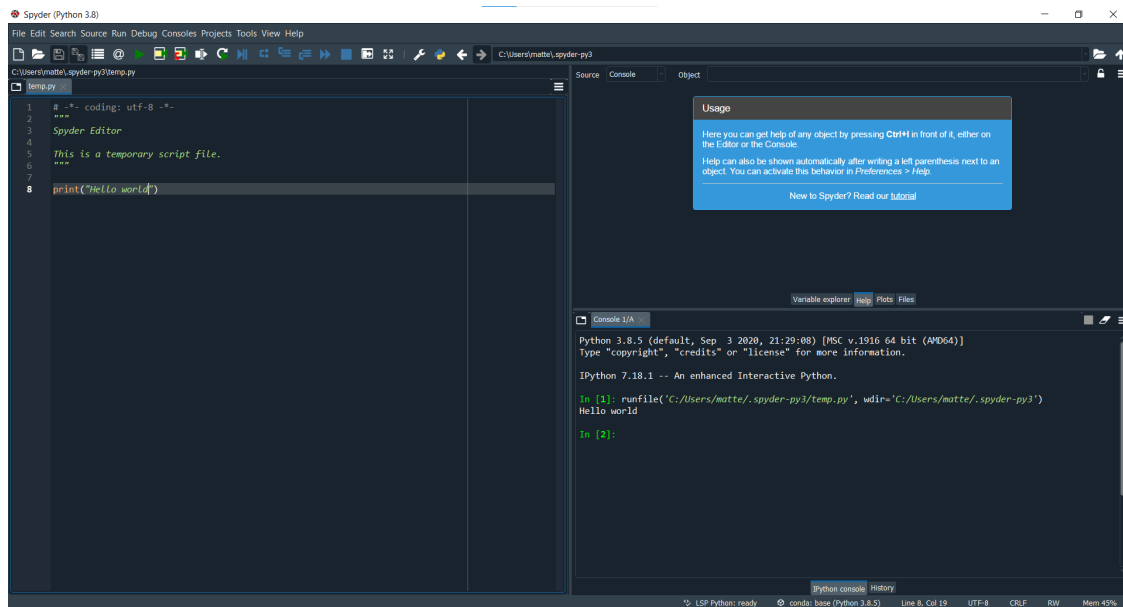 Spyder (Python 3.8)
File Edit Search Source Run Debug Consoles Projects Tools View Help
C:\Users\matte\.spyder-py3
C:\Users\matte\.spyder-py3\temp.py
temp.py
1 # -*- coding: utf-8 -*-
2 """
3 Spyder Editor
4
5 This is a temporary script file.
6 """
7
8 print("Hello world")
Source Console Object
Usage
Here you can get help of any object by pressing Ctrl+I in front of it, either on
the Editor or the Console.
Help can also be shown automatically after writing a left parenthesis next to an
object. You can activate this behavior in Preferences > Help.
New to Spyder? Read our tutorial
Variable explorer Help Plots Files
Console 1/A
Python 3.8.5 (default, Sep  3 2020, 21:29:08) [MSC v.1916 64 bit (AMD64)]
Type "copyright", "credits" or "license" for more information.
IPython 7.18.1 -- An enhanced Interactive Python.
In [1]: runfile('C:/Users/matte/.spyder-py3/temp.py', wdir='C:/Users/matte/.spyder-py3')
Hello world
In [2]:
IPython console History
LSP Python: ready conda: base (Python 3.8.5) Line 8, Col 19 UTF-8 CRLF RW Mem 45%